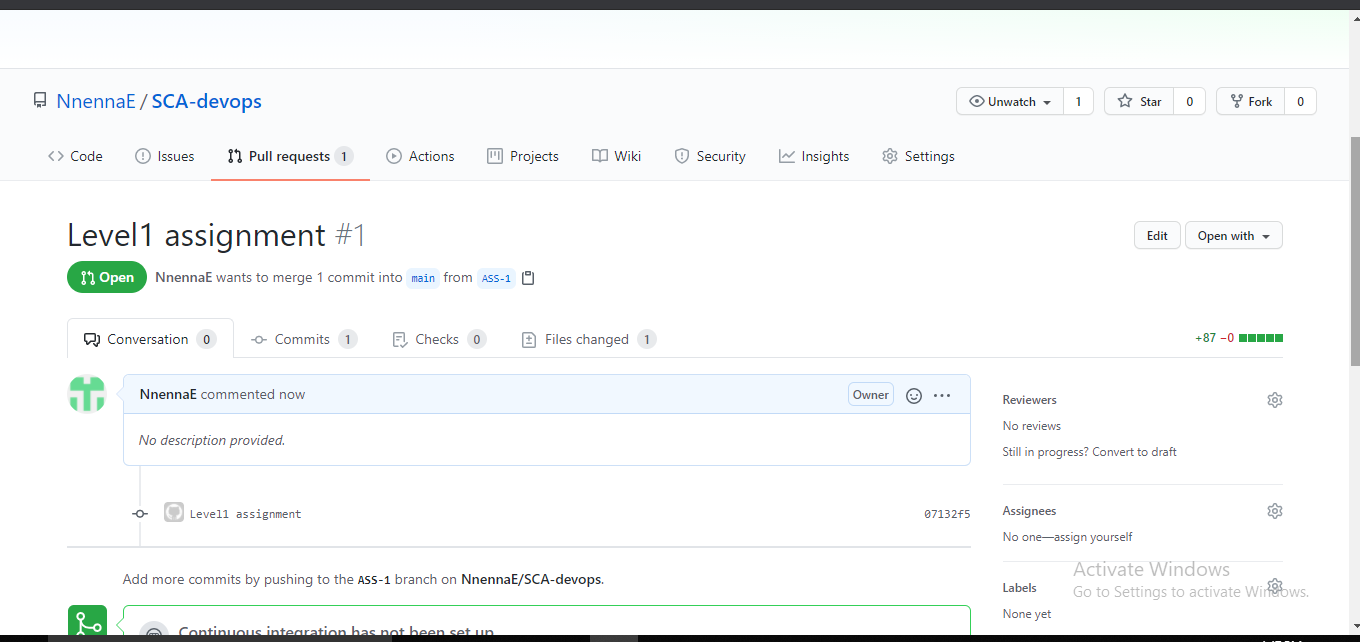 NnennaE / SCA-devops
Unwatch 1 Star 0 Fork 0
Code Issues Pull requests 1 Actions Projects Wiki Security Insights Settings
Level1 assignment #1
Edit Open with
Open NnennaE wants to merge 1 commit into main from ASS-1
Conversation 0 Commits 1 Checks 0 Files changed 1 +87 −0
NnennaE commented now Owner
No description provided.
Reviewers
No reviews
Still in progress? Convert to draft
Level1 assignment 07132f5
Assignees
No one—assign yourself
Add more commits by pushing to the ASS-1 branch on NnennaE/SCA-devops.
Labels
None yet
Activate Windows
Go to Settings to activate Windows.
Continuous integration has not been set up